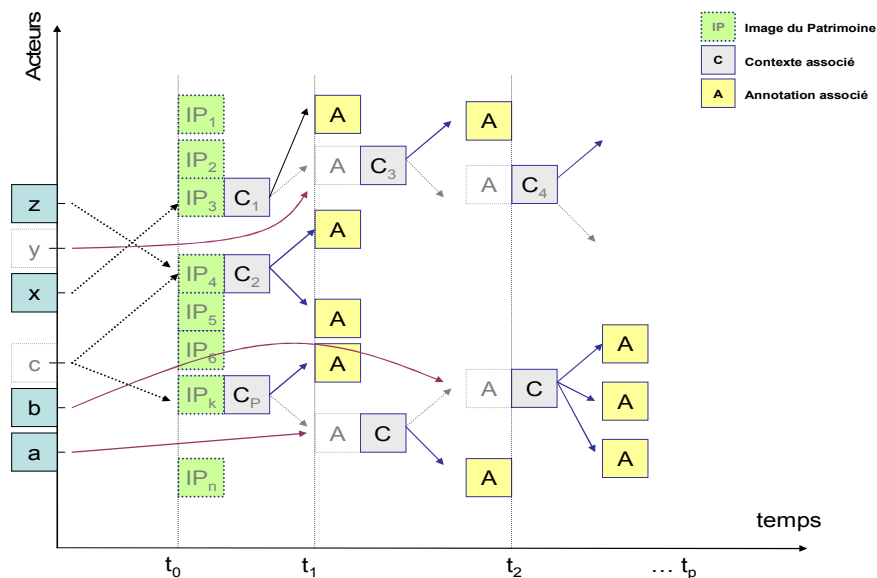 Acteurs
IP Image du Patrimoine
C Contexte associé
A Annotation associé
IP1 A A
IP2 A C3 A C4
z IP3 C1
y A
x IP4 C2
IP5 A
c IP6 A A
b IPk CP A C A
a A C A A
IPn
temps
t0 t1 t2 … tp